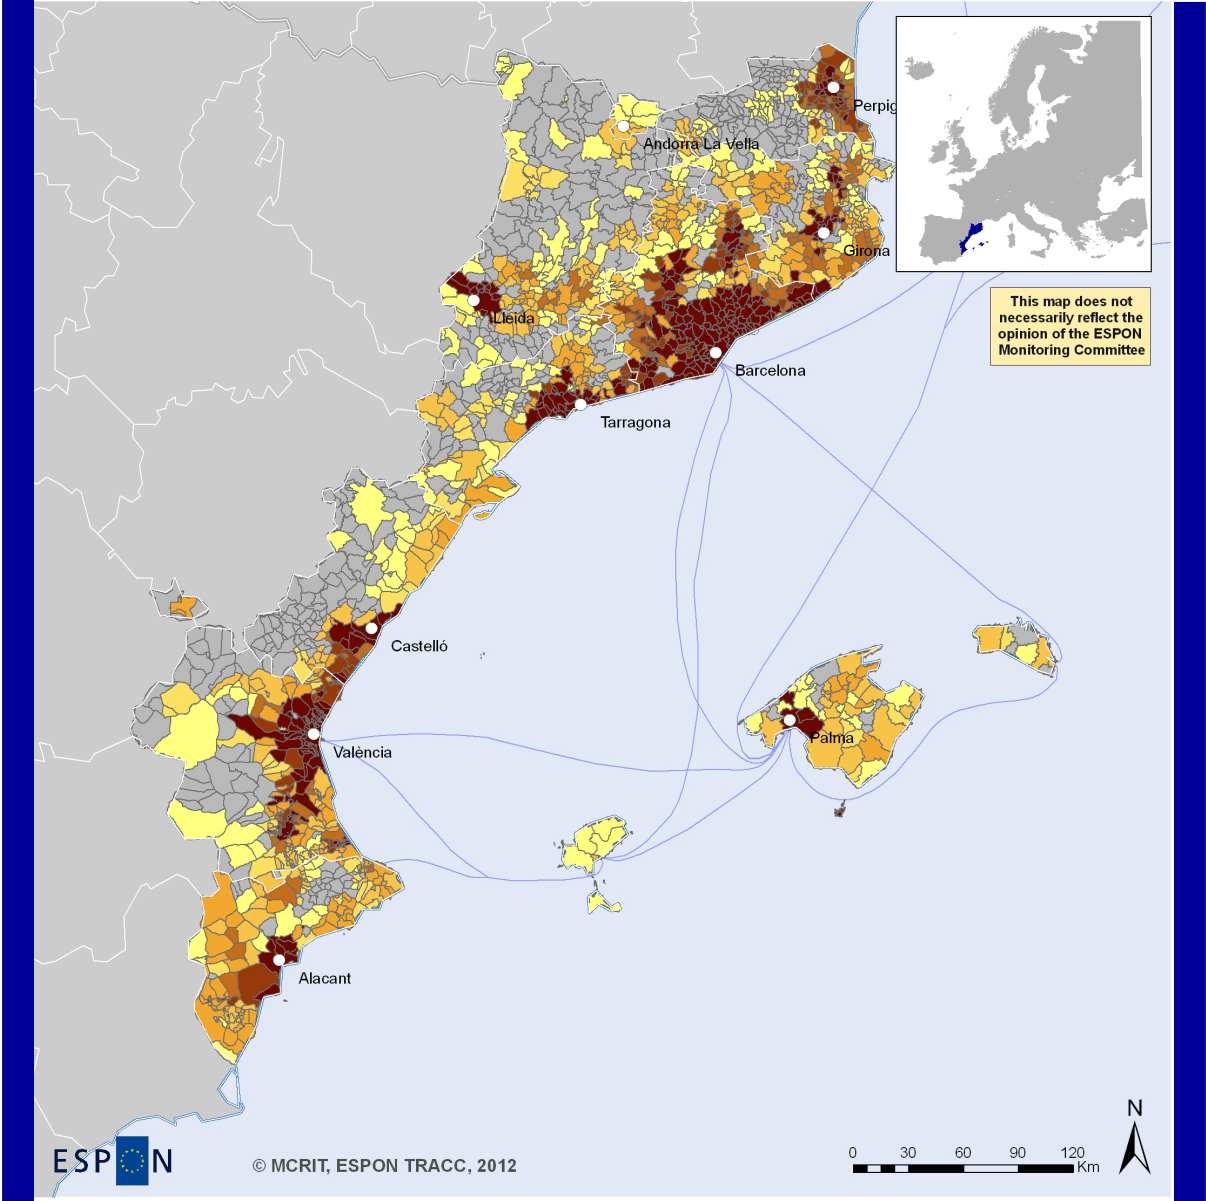 Perpig
Andorra La Vella
Girona
This map does not
necessarily reflect the
opinion of the ESPON
Monitoring Committee
Lleida
Barcelona
Tarragona
Castelló
Palma
València
Alacant
N
ESPON
© MCRIT, ESPON TRACC, 2012
0 30 60 90 120
Km